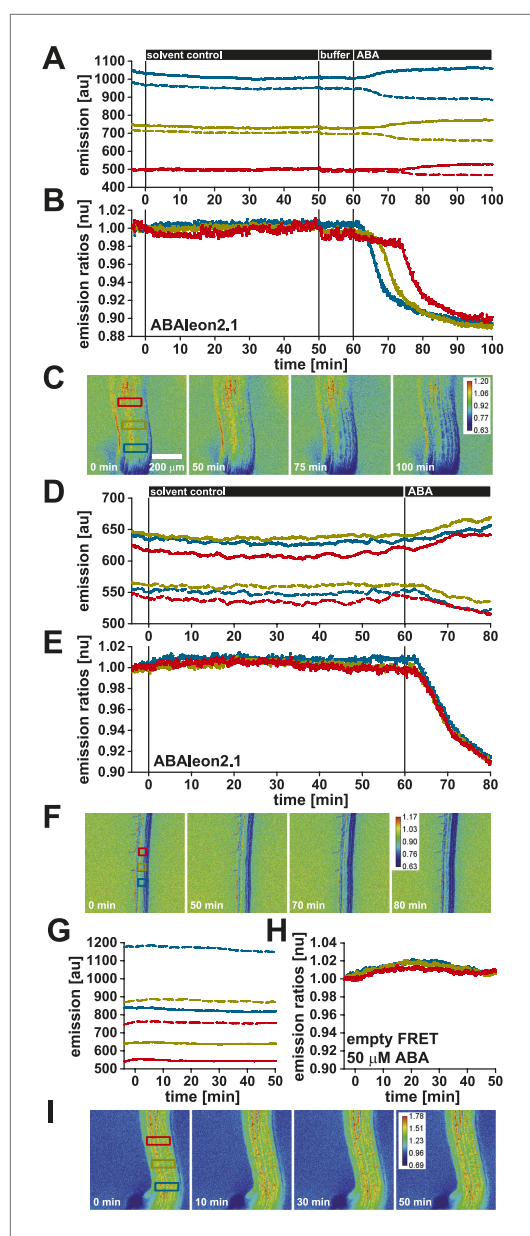 A
solvent control buffer ABA
emission [au]
1100
1000
900
800
700
600
500
400
0 10 20 30 40 50 60 70 80 90 100
B
emission ratios [nu]
1.02
1.00
0.98
0.96
0.94
0.92
0.90
0.88
ABAleon2.1
0 10 20 30 40 50 60 70 80 90 100
time [min]
C
0 min 200 µm 50 min 75 min 100 min
1.20
1.06
0.92
0.77
0.63
D
solvent control ABA
emission [au]
700
650
600
550
500
0 10 20 30 40 50 60 70 80
E
emission ratios [nu]
1.02
1.00
0.98
0.96
0.94
0.92
0.90
ABAleon2.1
0 10 20 30 40 50 60 70 80
time [min]
F
0 min 50 min 70 min 80 min
1.17
1.03
0.90
0.76
0.63
G
emission [au]
1200
1100
1000
900
800
700
600
500
0 10 20 30 40 50
time [min]
H
emission ratios [nu]
1.04
1.02
1.00
0.98
0.96
0.94
0.92
0.90
empty FRET
50 µM ABA
0 10 20 30 40 50
time [min]
I
0 min 10 min 30 min 50 min
1.78
1.51
1.23
0.96
0.69